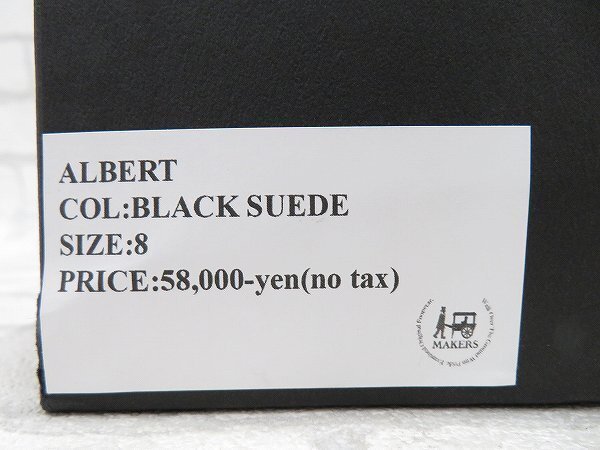 ALBERT
COL:BLACK SUEDE
SIZE:8
PRICE:58,000-yen(no tax)
MAKERS